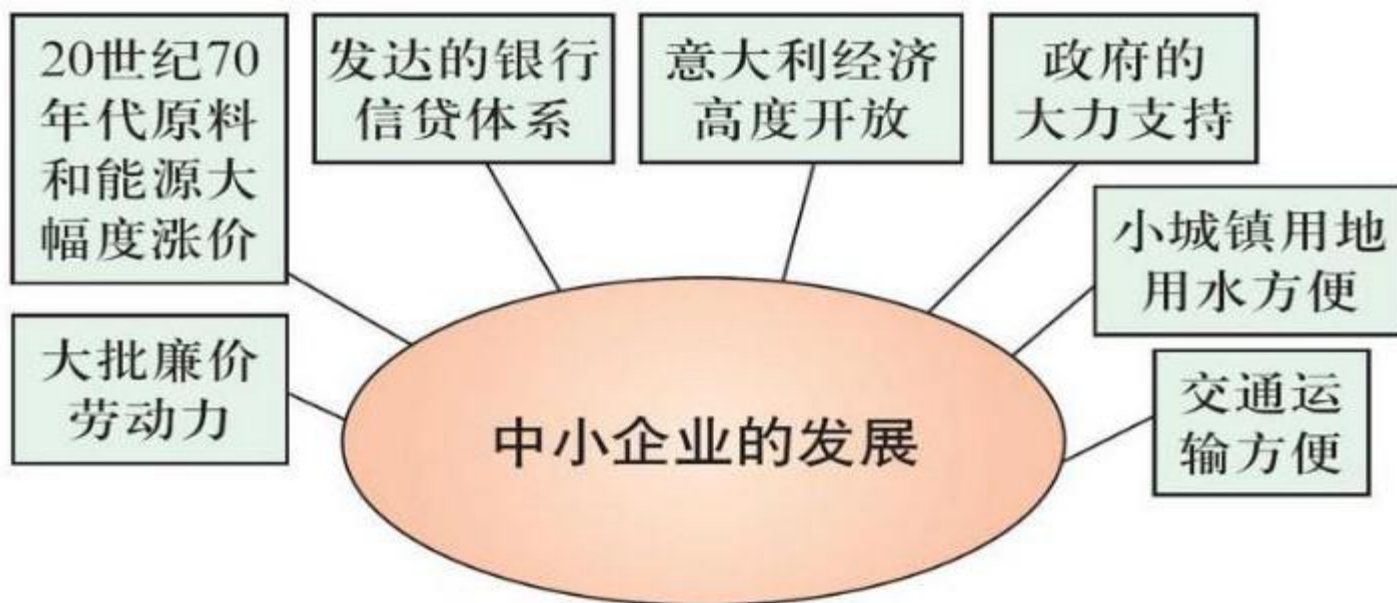 20世纪70
年代原料
和能源大
幅度涨价
发达的银行
信贷体系
意大利经济
高度开放
政府的
大力支持
小城镇用地
用水方便
大批廉价
劳动力
交通运
输方便
中小企业的发展